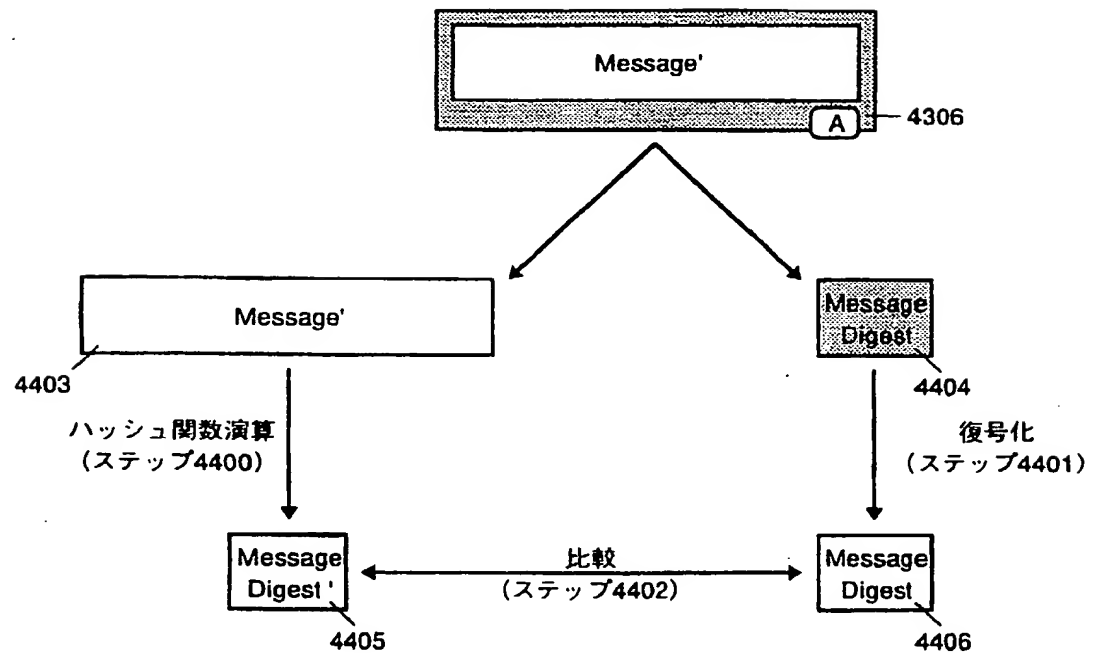 Message'
A
4306
Message'
4403
Message
Digest
4404
ハッシュ関数演算
(ステップ4400)
復号化
(ステップ4401)
Message
Digest '
4405
比較
(ステップ4402)
Message
Digest
4406